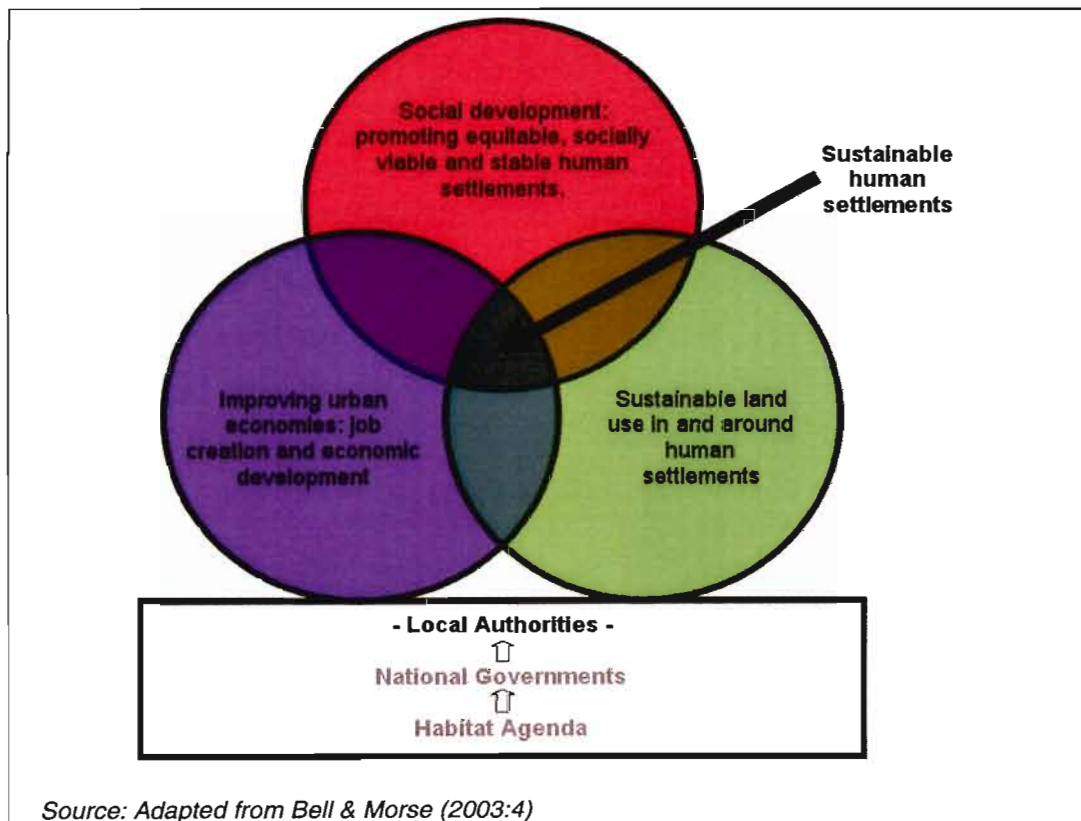 Social development:
promoting equitable, socially
viable and stable human
settlements.
Sustainable
human
settlements
Improving urban
economies: job
creation and economic
development
Sustainable land
use in and around
human
settlements
- Local Authorities -
National Governments
Habitat Agenda
Source: Adapted from Bell & Morse (2003:4)